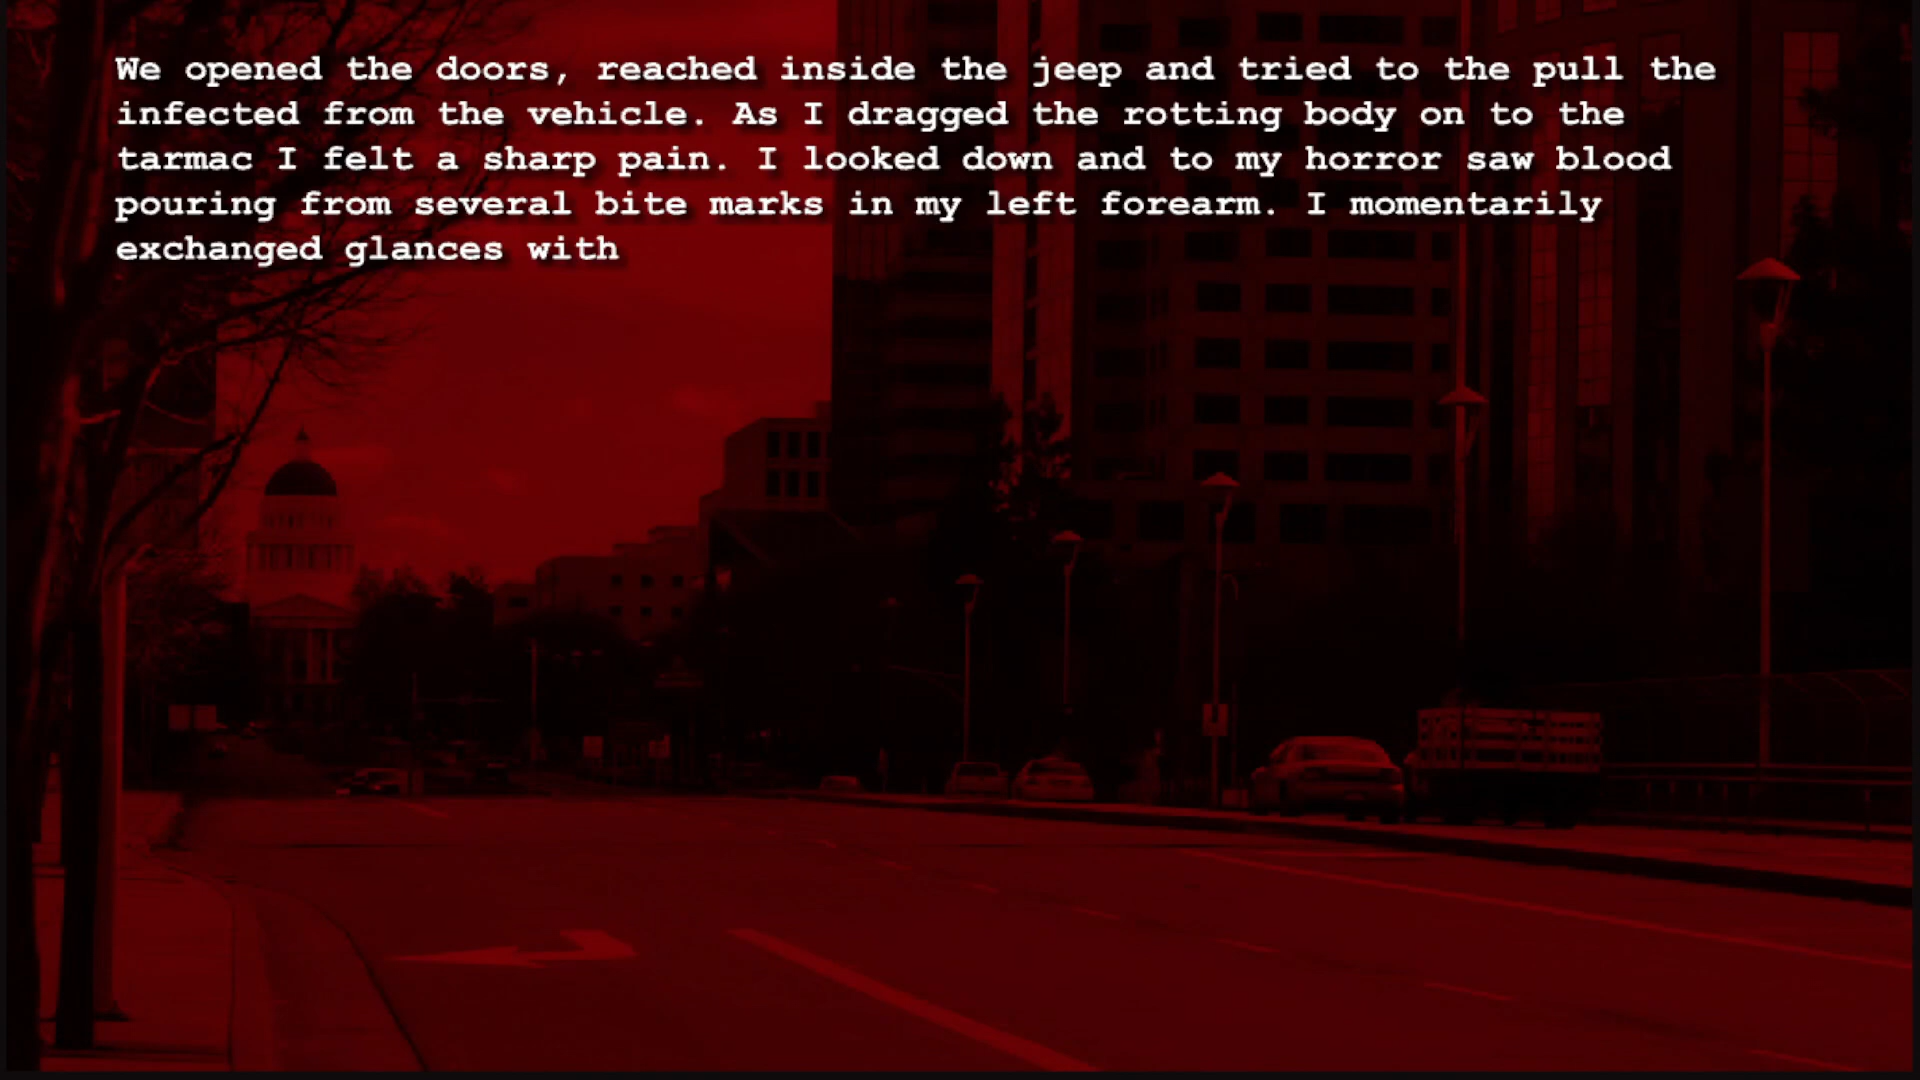 We opened the doors, reached inside the jeep and tried to the pull the
infected from the vehicle. As I dragged the rotting body on to the
tarmac I felt a sharp pain. I looked down and to my horror saw blood
pouring from several bite marks in my left forearm. I momentarily
exchanged glances with